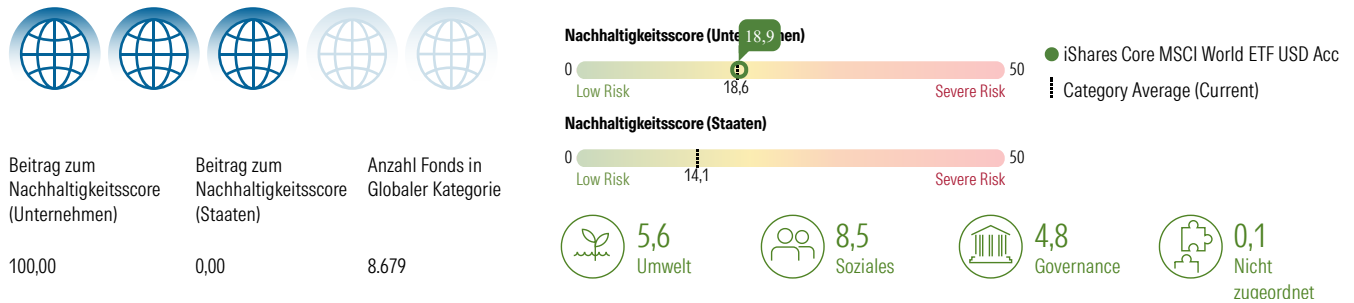 Beitrag zum
Nachhaltigkeitsscore
(Unternehmen)
100,00
Beitrag zum
Nachhaltigkeitsscore
(Staaten)
0,00
Anzahl Fonds in
Globaler Kategorie
8.679
Nachhaltigkeitsscore (Unte hen)
18,9
0
50
Low Risk
18,6
Severe Risk
Nachhaltigkeitsscore (Staaten)
0
50
Low Risk
14,1
Severe Risk
iShares Core MSCI World ETF USD Acc
Category Average (Current)
5,6
Umwelt
8,5
Soziales
4,8
Governance
0,1
Nicht
zugeordnet